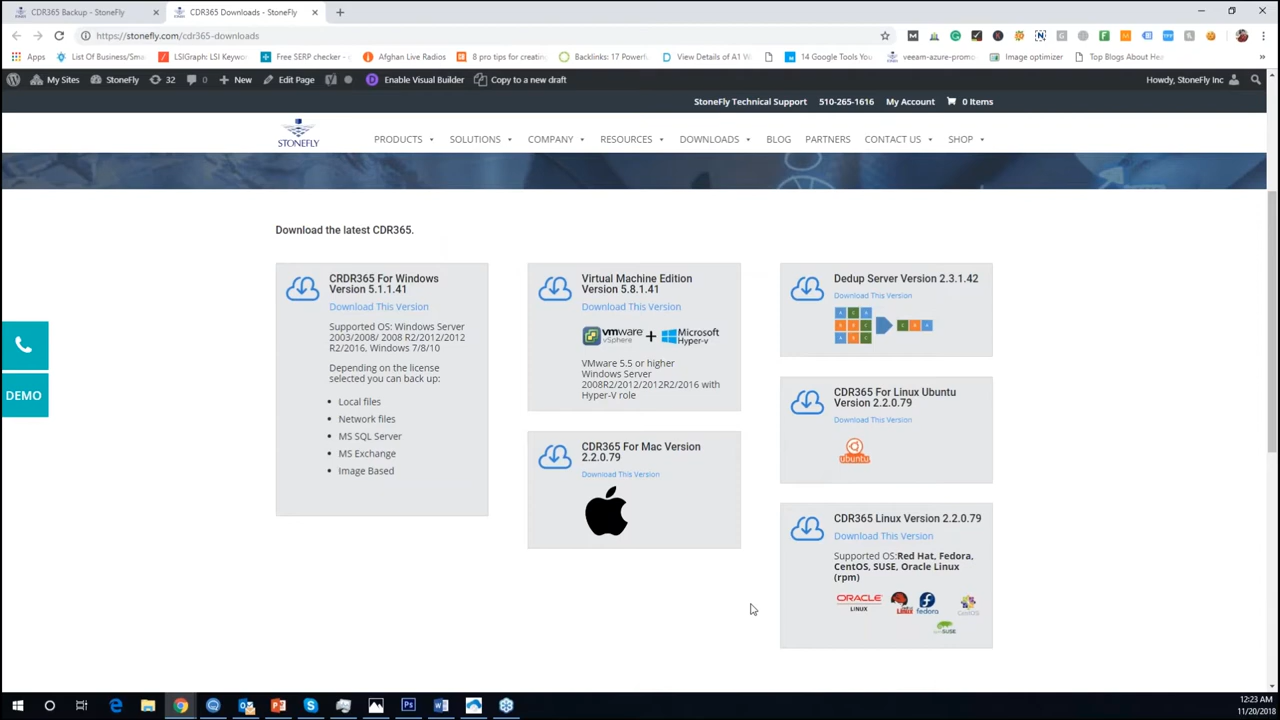 CDR365 Backup - StoneFly
CDR365 Downloads - StoneFly
https://stonefly.com/cdr365-downloads
Apps
List Of Business/Sma
LSIGraph: LSI Keywo
Free SERP checker -
Afghan Live Radios
8 pro tips for creatin
Backlinks: 17 Powerf
View Details of A1 W
14 Google Tools You
veeam-azure-promo
Image optimizer
Top Blogs About Hea
My Sites
StoneFly
32
0
New
Edit Page
Enable Visual Builder
Copy to a new draft
Howdy, StoneFly Inc
StoneFly Technical Support
510-265-1616
My Account
0 Items
STONEFLY
PRODUCTS
SOLUTIONS
COMPANY
RESOURCES
DOWNLOADS
BLOG
PARTNERS
CONTACT US
SHOP
Download the latest CDR365.
CRDR365 For Windows
Version 5.1.1.41
Download This Version
Supported OS: Windows Server
2003/2008/ 2008 R2/2012/2012
R2/2016, Windows 7/8/10
Depending on the license
selected you can back up:
• Local files
• Network files
• MS SQL Server
• MS Exchange
• Image Based
Virtual Machine Edition
Version 5.8.1.41
Download This Version
vmware
vSphere
+
Microsoft
Hyper-v
VMware 5.5 or higher
Windows Server
2008R2/2012/2012R2/2016 with
Hyper-V role
CDR365 For Mac Version
2.2.0.79
Download This Version
Dedup Server Version 2.3.1.42
Download This Version
CDR365 For Linux Ubuntu
Version 2.2.0.79
Download This Version
ubuntu
CDR365 Linux Version 2.2.0.79
Download This Version
Supported OS:Red Hat, Fedora,
CentOS, SUSE, Oracle Linux
(rpm)
ORACLE
LINUX
fedora
CentOS
DEMO
12:23 AM
11/20/2018